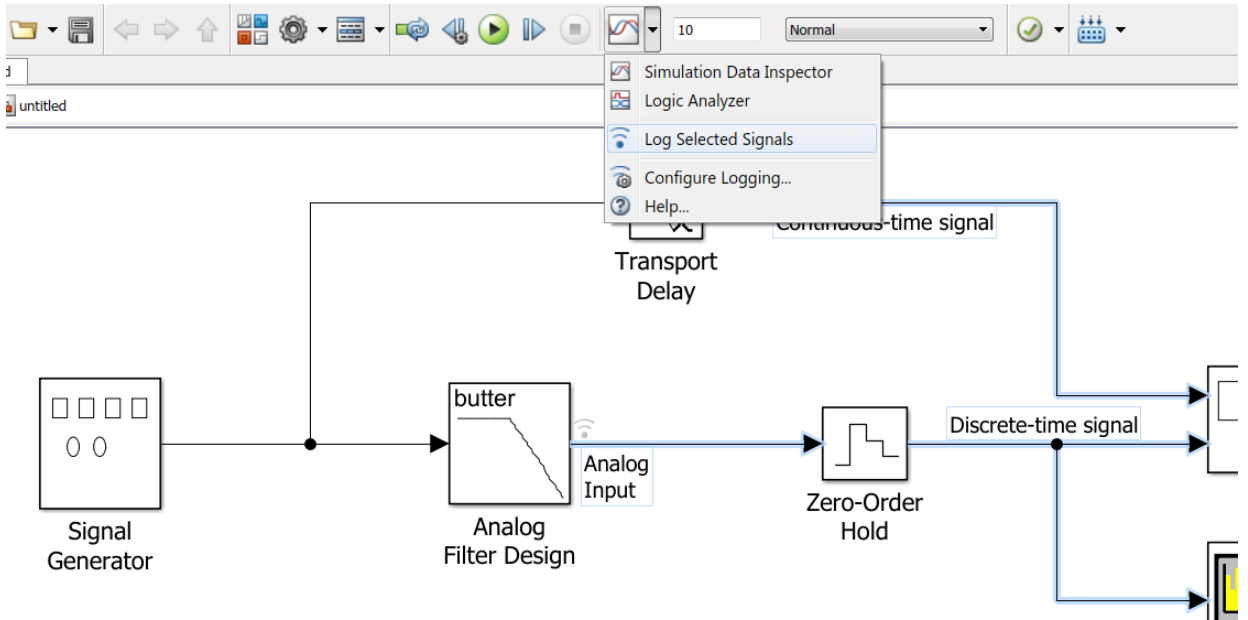 10
Normal
d
untitled
Simulation Data Inspector
Logic Analyzer
Log Selected Signals
Configure Logging...
Help...
Continuous-time signal
Transport
Delay
butter
Discrete-time signal
Analog
Input
Zero-Order
Hold
Signal
Generator
Analog
Filter Design